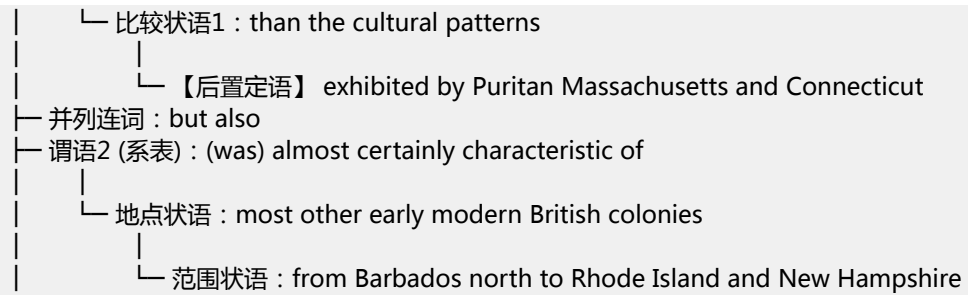 比较状语1：than the cultural patterns
【后置定语】 exhibited by Puritan Massachusetts and Connecticut
并列连词：but also
谓语2 (系表)：(was) almost certainly characteristic of
地点状语：most other early modern British colonies
范围状语：from Barbados north to Rhode Island and New Hampshire